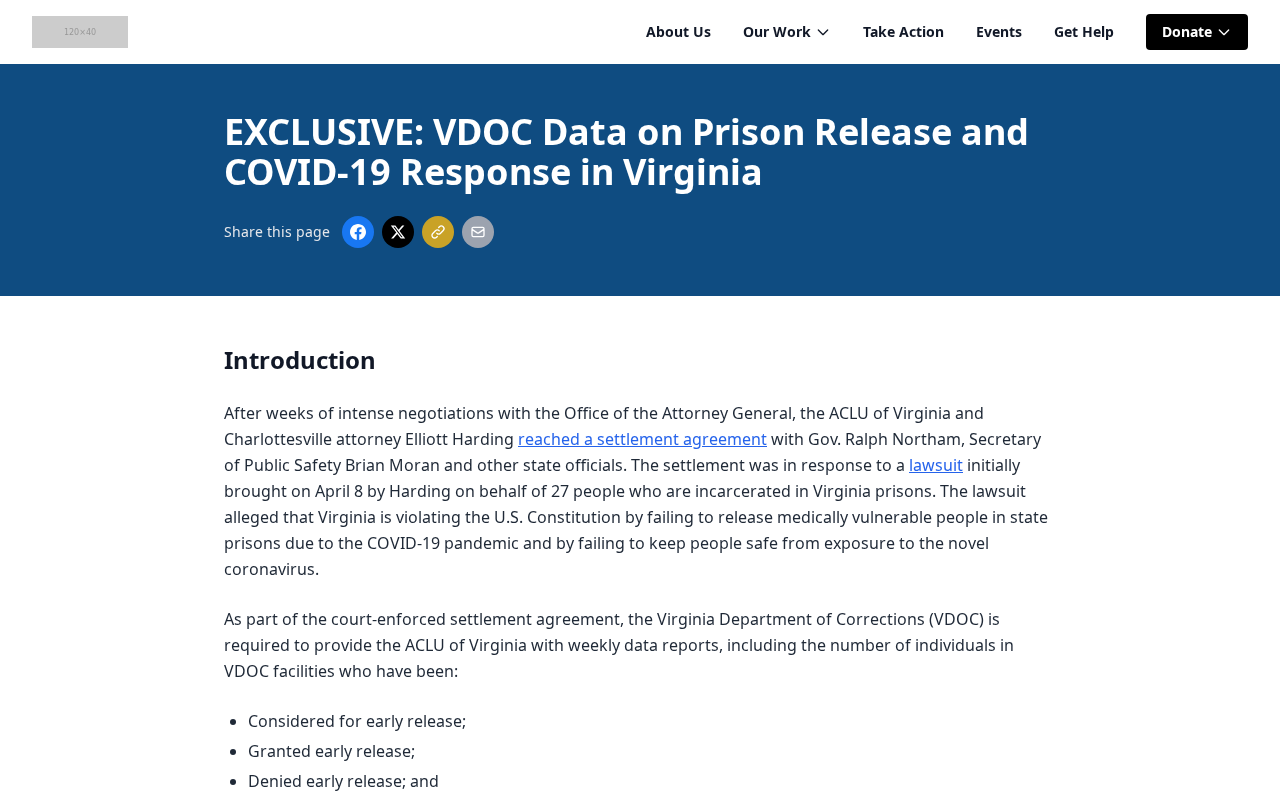 120×40
About Us
Our Work
Take Action
Events
Get Help
Donate
EXCLUSIVE: VDOC Data on Prison Release and
COVID-19 Response in Virginia
Share this page
Introduction
After weeks of intense negotiations with the Office of the Attorney General, the ACLU of Virginia and
Charlottesville attorney Elliott Harding reached a settlement agreement with Gov. Ralph Northam, Secretary
of Public Safety Brian Moran and other state officials. The settlement was in response to a lawsuit initially
brought on April 8 by Harding on behalf of 27 people who are incarcerated in Virginia prisons. The lawsuit
alleged that Virginia is violating the U.S. Constitution by failing to release medically vulnerable people in state
prisons due to the COVID-19 pandemic and by failing to keep people safe from exposure to the novel
coronavirus.
As part of the court-enforced settlement agreement, the Virginia Department of Corrections (VDOC) is
required to provide the ACLU of Virginia with weekly data reports, including the number of individuals in
VDOC facilities who have been:
• Considered for early release;
• Granted early release;
• Denied early release; and